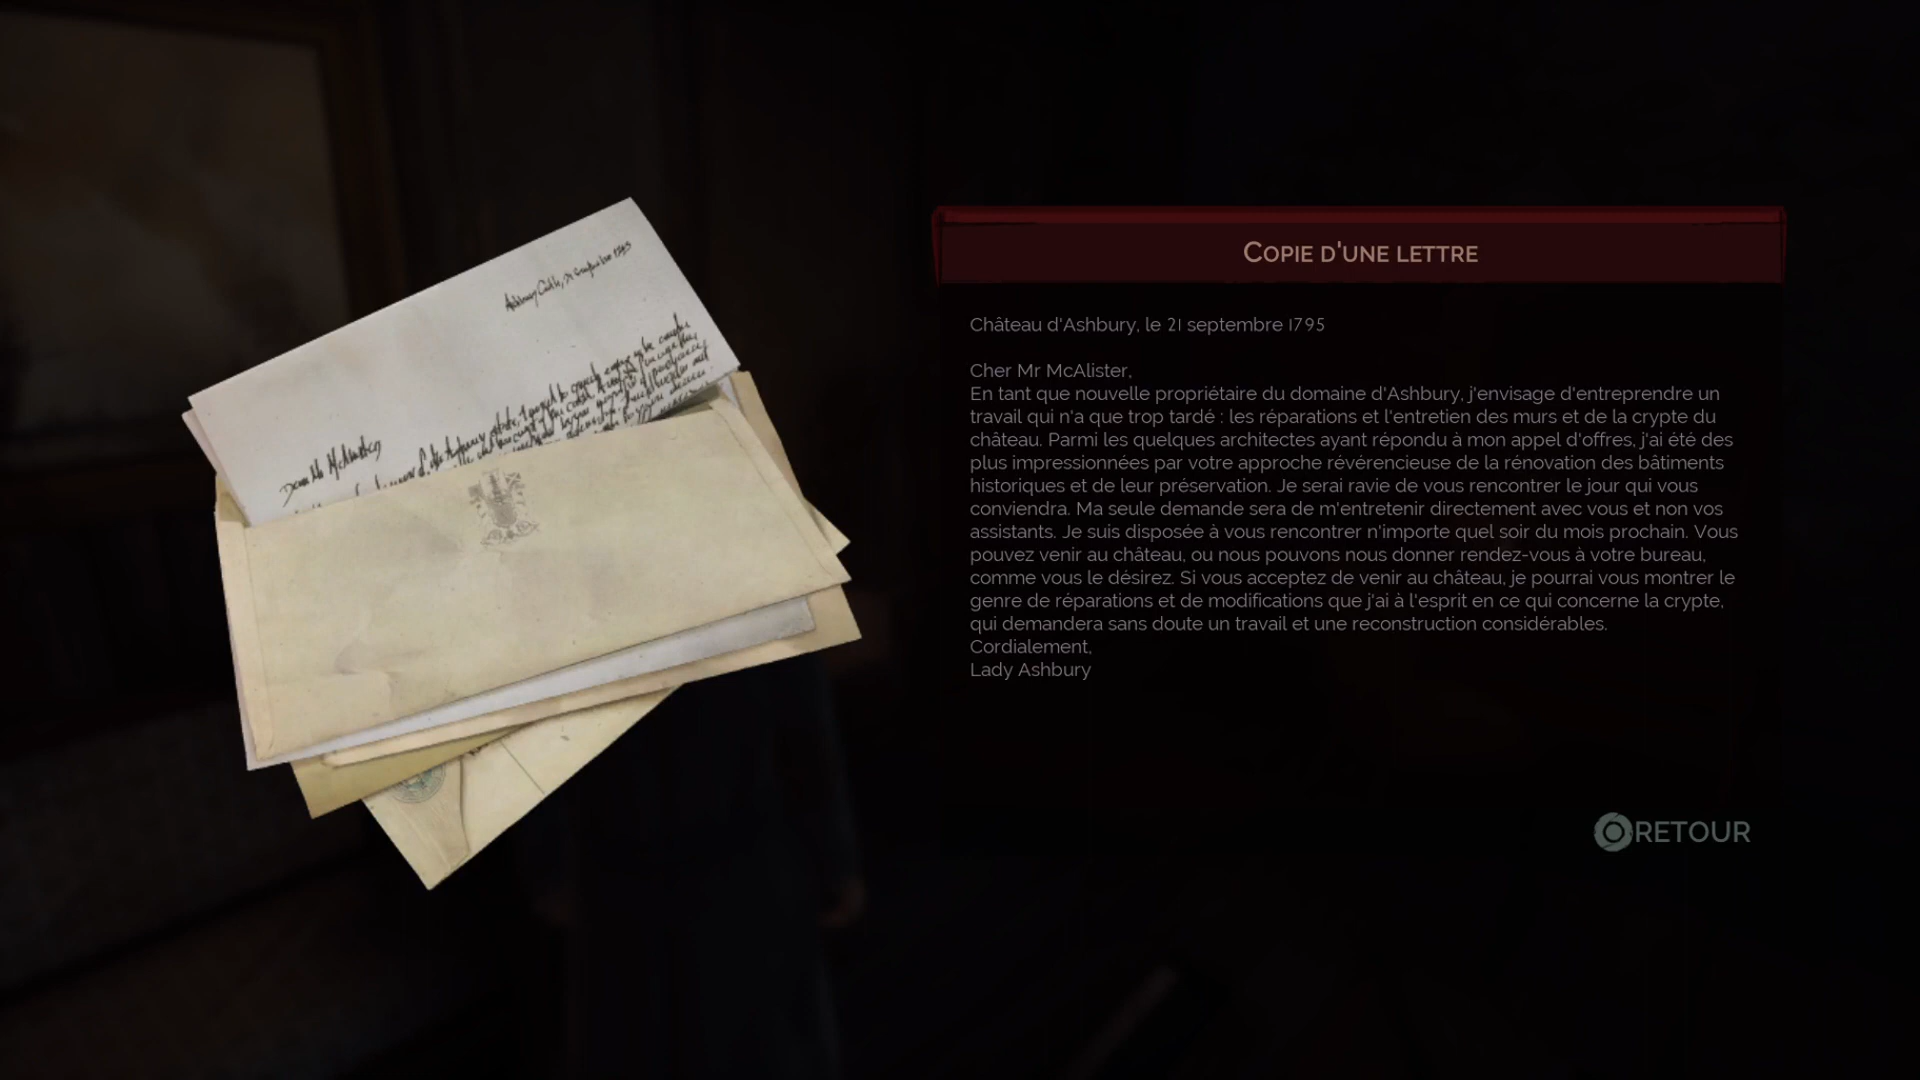 Ashbury Castle, 21 September 1795
Dear Mr McAlister,
COPIE D'UNE LETTRE
Château d'Ashbury, le 21 septembre 1795
Cher Mr McAlister,
En tant que nouvelle propriétaire du domaine d'Ashbury, j'envisage d'entreprendre un
travail qui n'a que trop tardé : les réparations et l'entretien des murs et de la crypte du
château. Parmi les quelques architectes ayant répondu à mon appel d'offres, j'ai été des
plus impressionnées par votre approche révérencieuse de la rénovation des bâtiments
historiques et de leur préservation. Je serai ravie de vous rencontrer le jour qui vous
conviendra. Ma seule demande sera de m'entretenir directement avec vous et non vos
assistants. Je suis disposée à vous rencontrer n'importe quel soir du mois prochain. Vous
pouvez venir au château, ou nous pouvons nous donner rendez-vous à votre bureau,
comme vous le désirez. Si vous acceptez de venir au château, je pourrai vous montrer le
genre de réparations et de modifications que j'ai à l'esprit en ce qui concerne la crypte,
qui demandera sans doute un travail et une reconstruction considérables.
Cordialement,
Lady Ashbury
RETOUR